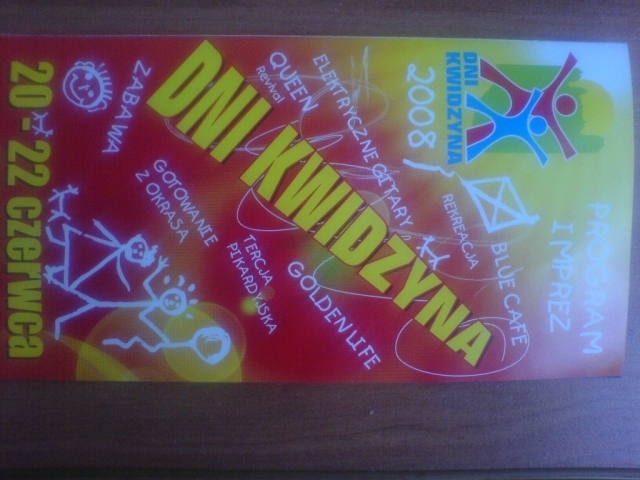 PROGRAM
IMPREZ
DNI
KWIDZYNA
2008
BLUE CAFE
REKREACJA
ELEKTRYCZNE GITARY
QUEEN
Revival
DNI KWIDZYNA
GOLDEN LIFE
TERCJA
PIKARDYJSKA
ZABAWA
GOTOWANIE
Z OKRASA
20 - 22 czerwca